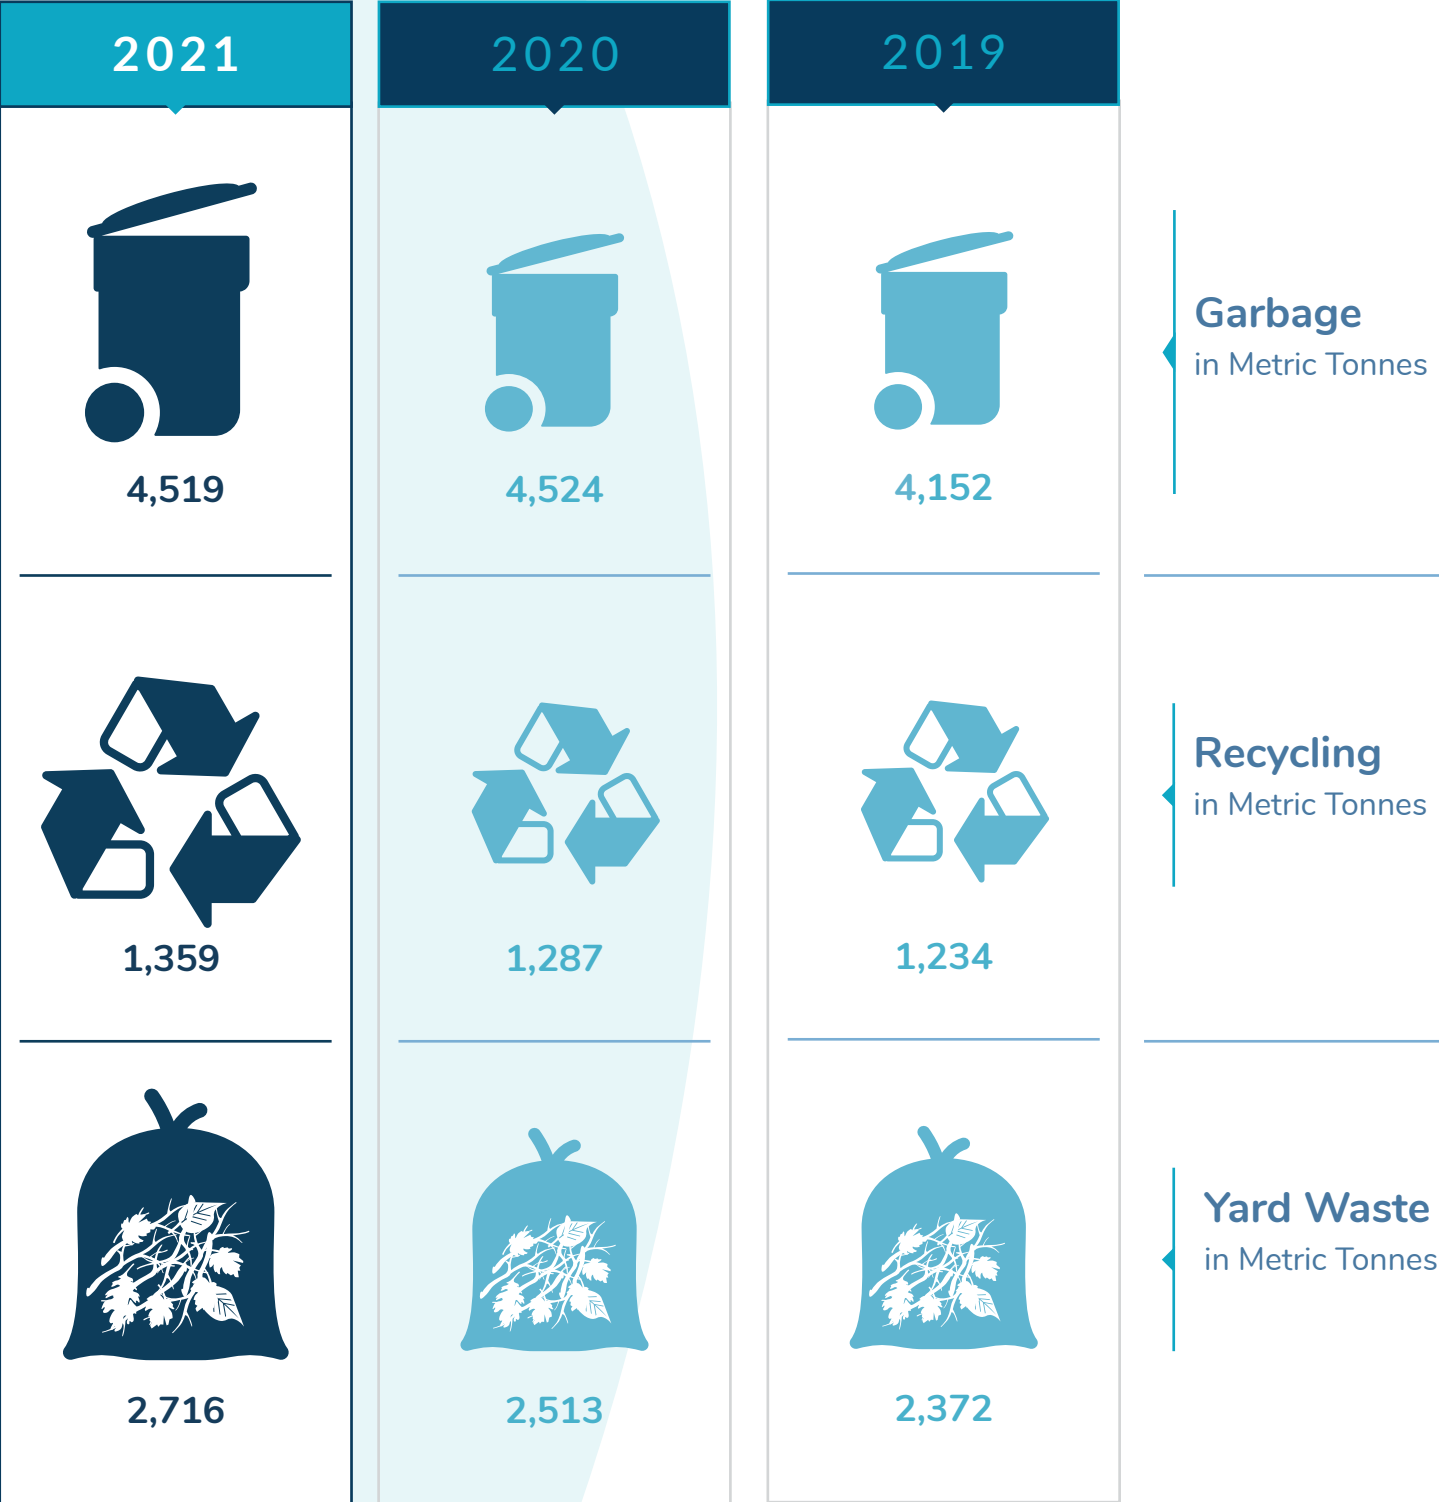 2021
2020
2019
4,519
4,524
4,152
Garbage
in Metric Tonnes
1,359
1,287
1,234
Recycling
in Metric Tonnes
2,716
2,513
2,372
Yard Waste
in Metric Tonnes